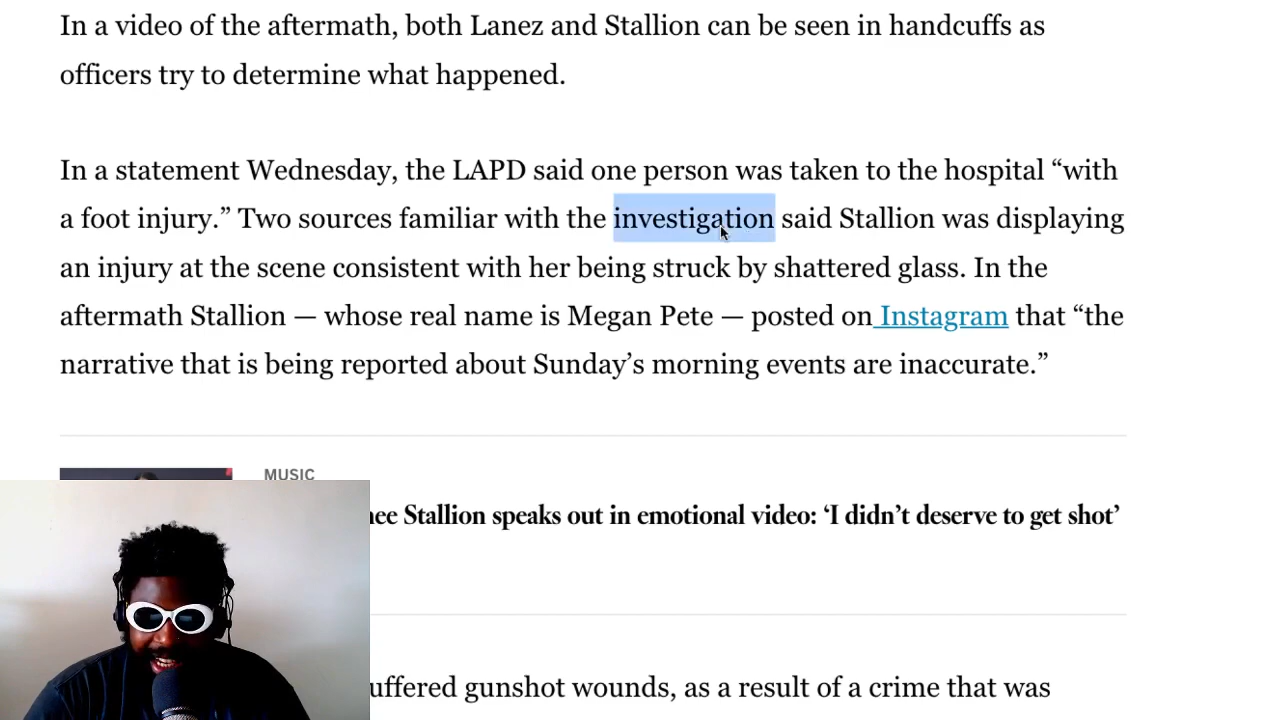 In a video of the aftermath, both Lanez and Stallion can be seen in handcuffs as
officers try to determine what happened.
In a statement Wednesday, the LAPD said one person was taken to the hospital “with
a foot injury.” Two sources familiar with the investigation said Stallion was displaying
an injury at the scene consistent with her being struck by shattered glass. In the
aftermath Stallion — whose real name is Megan Pete — posted on Instagram that “the
narrative that is being reported about Sunday’s morning events are inaccurate.”
MUSIC
Stallion speaks out in emotional video: ‘I didn’t deserve to get shot’
gunshot wounds, as a result of a crime that was